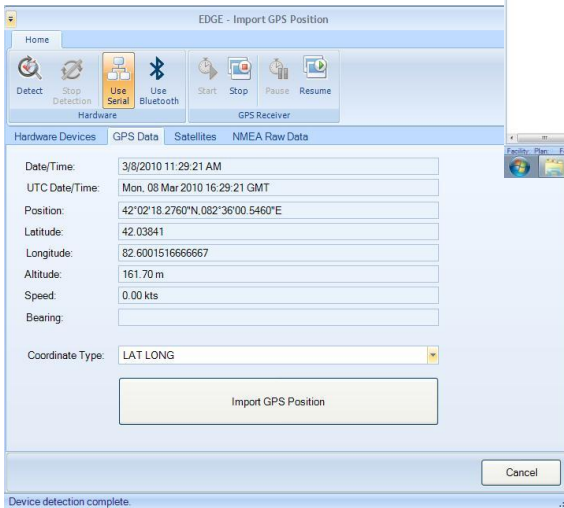 EDGE - Import GPS Position
Home
Detect Stop Detection Use Serial Use Bluetooth Start Stop Pause Resume
Hardware GPS Receiver
Hardware Devices GPS Data Satellites NMEA Raw Data
Date/Time: 3/8/2010 11:29:21 AM
UTC Date/Time: Mon, 08 Mar 2010 16:29:21 GMT
Position: 42°02'18.2760"N,082°36'00.5460"E
Latitude: 42.03841
Longitude: 82.6001516666667
Altitude: 161.70 m
Speed: 0.00 kts
Bearing:
Coordinate Type: LAT LONG
Import GPS Position
Cancel
Device detection complete.
Facility Plan: F